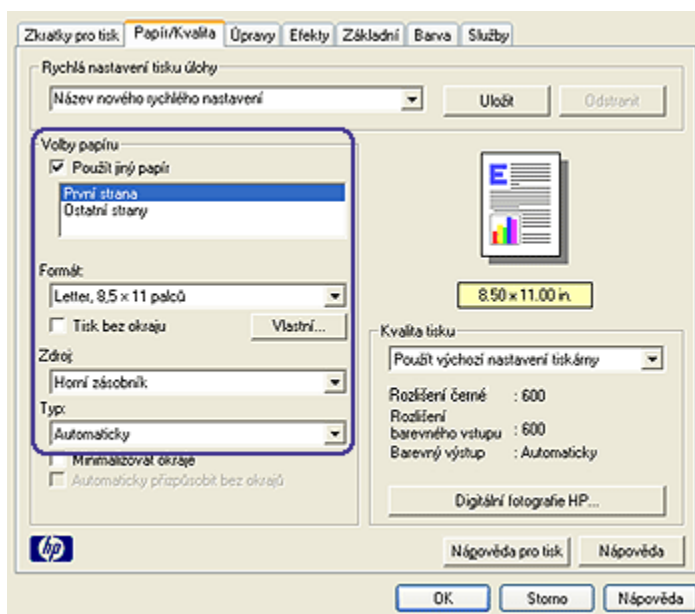 Zkratky pro tisk Papír/Kvalita Úpravy Efekty Základní Barva Služby
Rychlá nastavení tisku úlohy
Název nového rychlého nastavení Uložit Odstranit
Volby papíru
Použít jiný papír
První strana
Ostatní strany
E
Formát:
Letter, 8,5 × 11 palců
8.50 × 11.00 in.
Tisk bez okraju Vlastní...
Zdroj:
Horní zásobník
Typ:
Automaticky
Minimalizovat okraje
Automaticky přizpůsobit bez okrajů
Kvalita tisku
Použít výchozí nastavení tiskárny
Rozlišení černé : 600
Rozlišení
barevného vstupu : 600
Barevný výstup : Automaticky
Digitální fotografie HP...
hp
Nápověda pro tisk Nápověda
OK Storno Nápověda